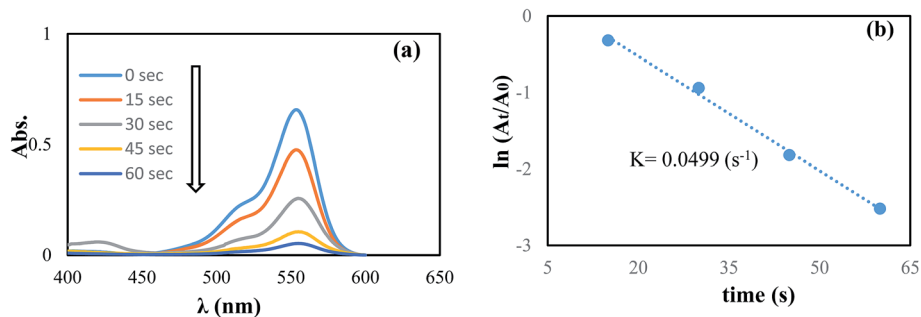 (a)
Abs.
1
0.5
0
0 sec
15 sec
30 sec
45 sec
60 sec
400 450 500 550 600 650
λ (nm)
(b)
ln (At/A0)
0
-1
-2
-3
K= 0.0499 (s⁻¹)
5 20 35 50 65
time (s)